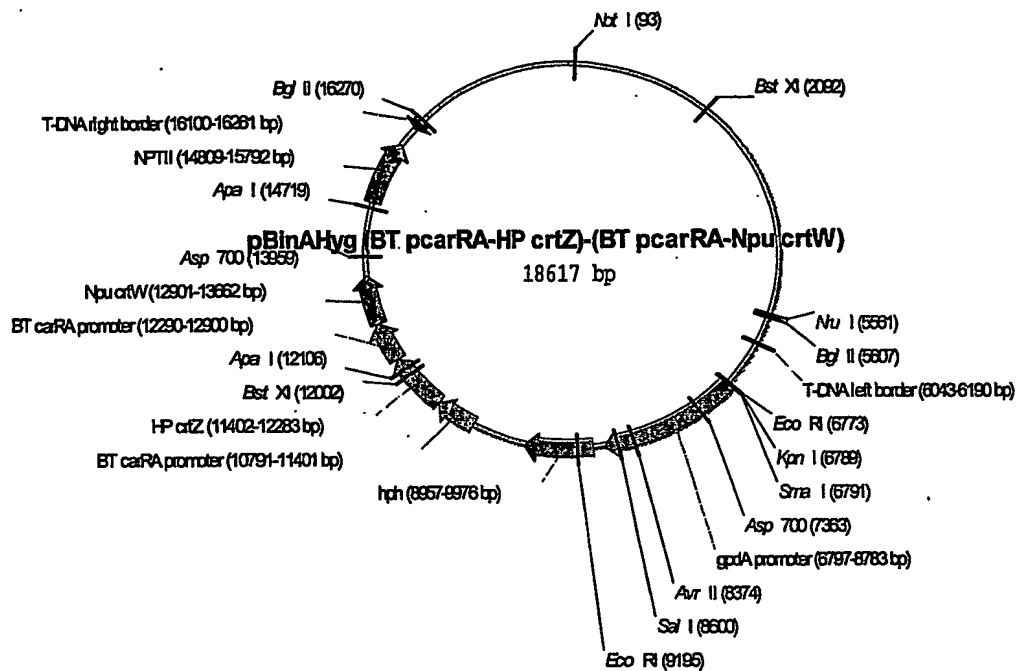 Not I (93)
Bst XI (2092)
Bgl II (16270)
T-DNA right border (16100-16261 bp)
NPTII (14809-15792 bp)
Apa I (14719)
pBinAHyg (BT pcarRA-HP crtZ)-(BT pcarRA-Npu crtW)
Asp 700 (13959)
18617 bp
Npu crtW (12901-13662 bp)
BT carRA promoter (12290-12900 bp)
Nru I (5561)
Bgl II (5607)
Apa I (12106)
T-DNA left border (6043-6190 bp)
Bst XI (12002)
Eco RI (6773)
HP crtZ (11402-12283 bp)
Kpn I (6789)
BT carRA promoter (10791-11401 bp)
Sma I (6791)
hph (8957-9976 bp)
Asp 700 (7363)
gpdA promoter (6797-8783 bp)
Avr II (8374)
Sal I (8600)
Eco RI (9195)